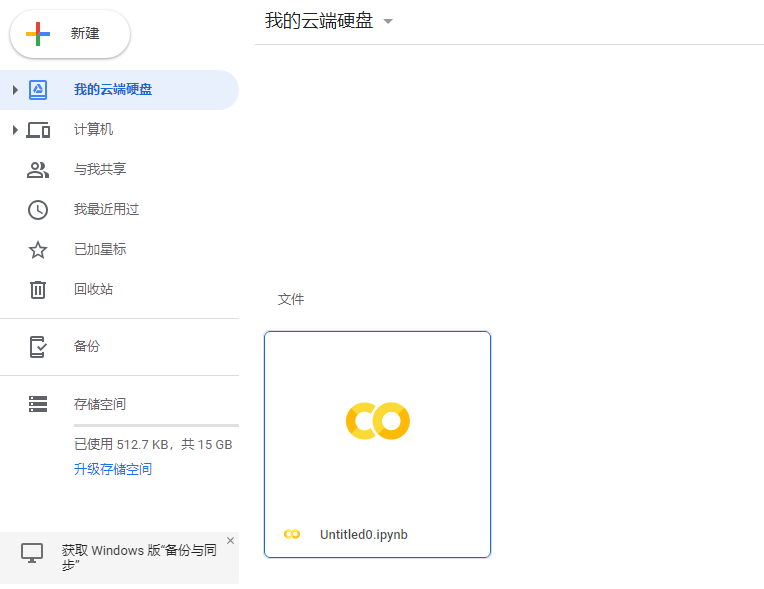 新建
我的云端硬盘
计算机
与我共享
我最近用过
已加星标
回收站
备份
存储空间
已使用 512.7 KB，共 15 GB
升级存储空间
获取 Windows 版“备份与同
步”
我的云端硬盘
文件
Untitled0.ipynb